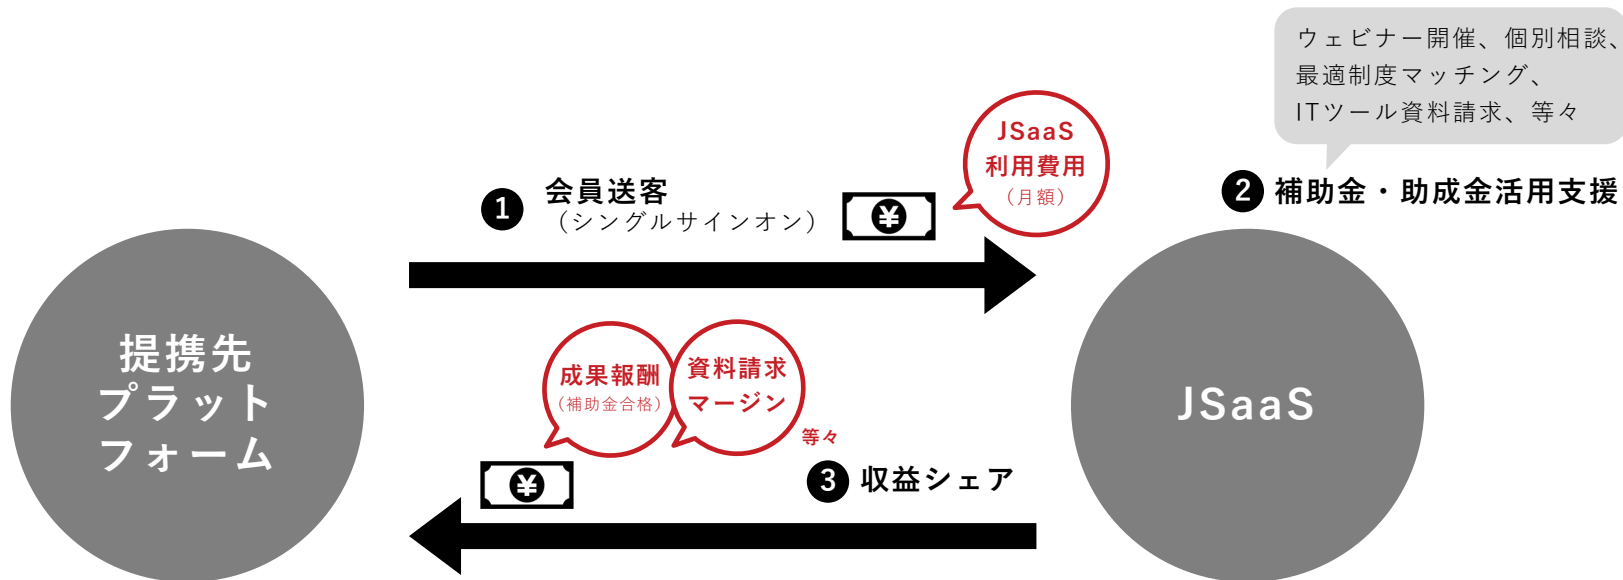 ウェビナー開催、個別相談、
最適制度マッチング、
ITツール資料請求、等々
JSaaS
利用費用
（月額）
1 会員送客
（シングルサインオン）
¥
2 補助金・助成金活用支援
提携先
プラット
フォーム
成果報酬
（補助金合格）
資料請求
マージン
等々
JSaaS
¥
3 収益シェア